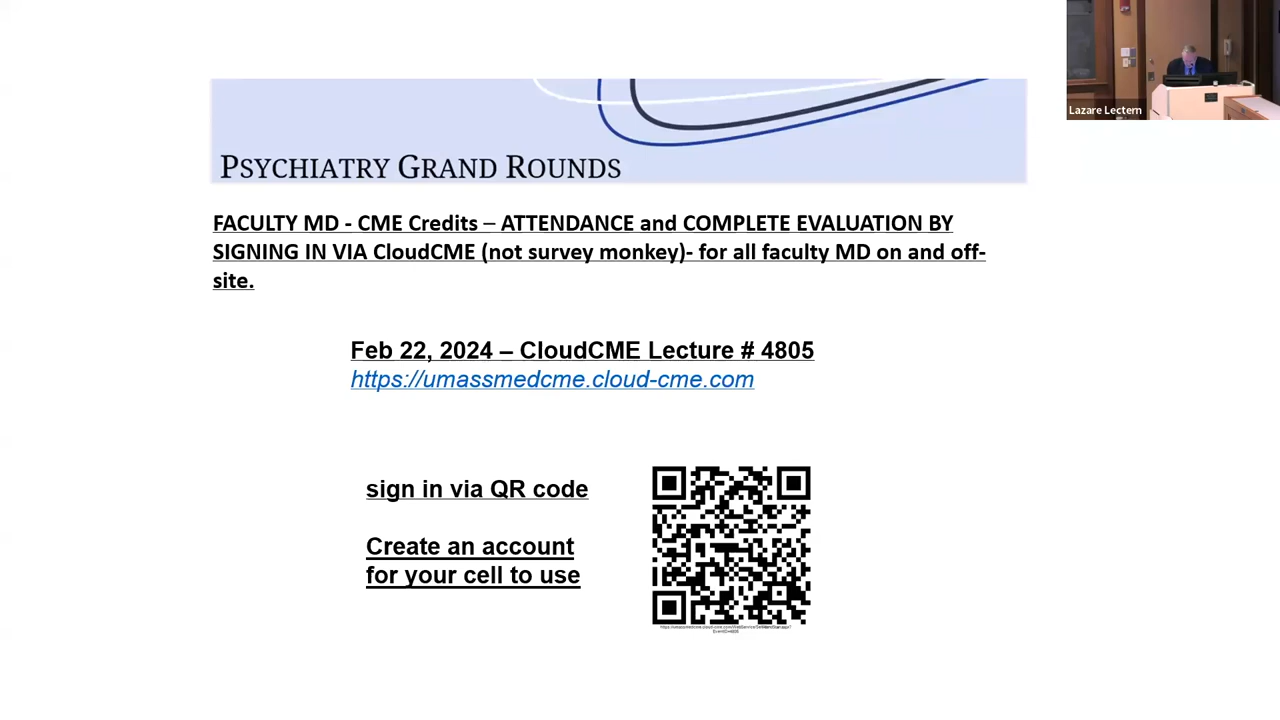 Lazare Lectern
PSYCHIATRY GRAND ROUNDS
FACULTY MD - CME Credits – ATTENDANCE and COMPLETE EVALUATION BY
SIGNING IN VIA CloudCME (not survey monkey)- for all faculty MD on and off-
site.
Feb 22, 2024 – CloudCME Lecture # 4805
https://umassmedcme.cloud-cme.com
sign in via QR code
Create an account
for your cell to use